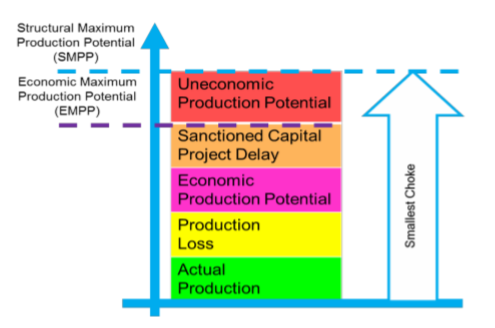 Structural Maximum
Production Potential
(SMPP)
Economic Maximum
Production Potential
(EMPP)
Uneconomic
Production Potential
Sanctioned Capital
Project Delay
Economic
Production Potential
Production
Loss
Actual
Production
Smallest Choke